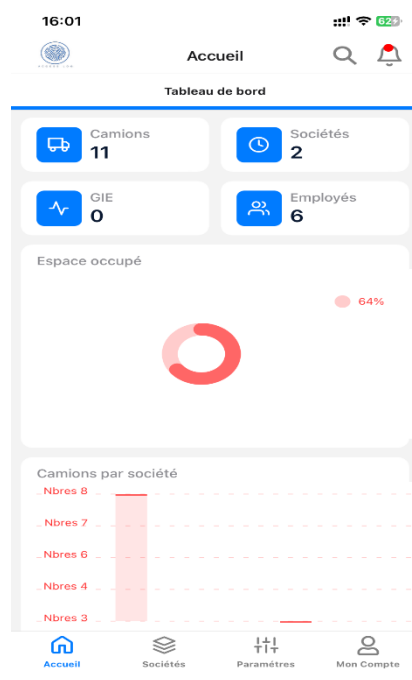 16:01
62
Accueil
Tableau de bord
Camions
11
Sociétés
2
GIE
0
Employés
6
Espace occupé
64%
Camions par société
Nbres 8
Nbres 7
Nbres 6
Nbres 4
Nbres 3
Accueil
Sociétés
Paramétres
Mon Compte